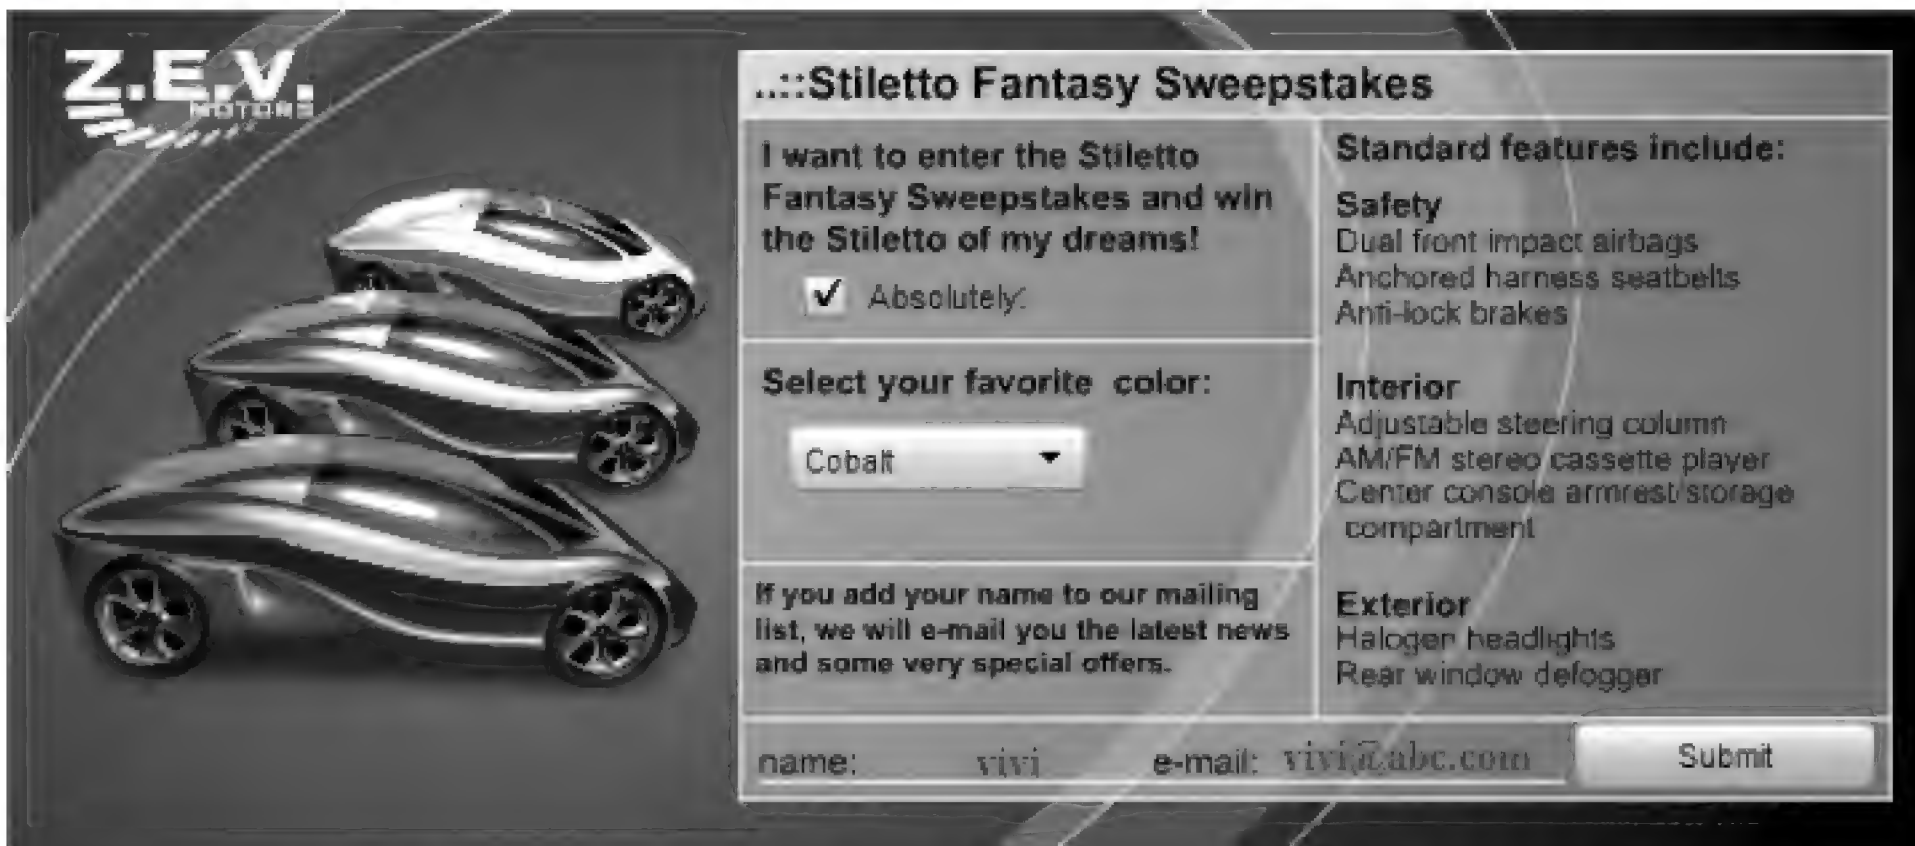 Z.E.V.
MOTORS
..::Stiletto Fantasy Sweepstakes
I want to enter the Stiletto
Fantasy Sweepstakes and win
the Stiletto of my dreams!
Absolutely!
Select your favorite color:
Cobalt
If you add your name to our mailing
list, we will e-mail you the latest news
and some very special offers.
Standard features include:
Safety
Dual front impact airbags
Anchored harness seatbelts
Anti-lock brakes
Interior
Adjustable steering column
AM/FM stereo cassette player
Center console armrest/storage
compartment
Exterior
Halogen headlights
Rear window defogger
name: vivi e-mail: vivi@abc.com Submit